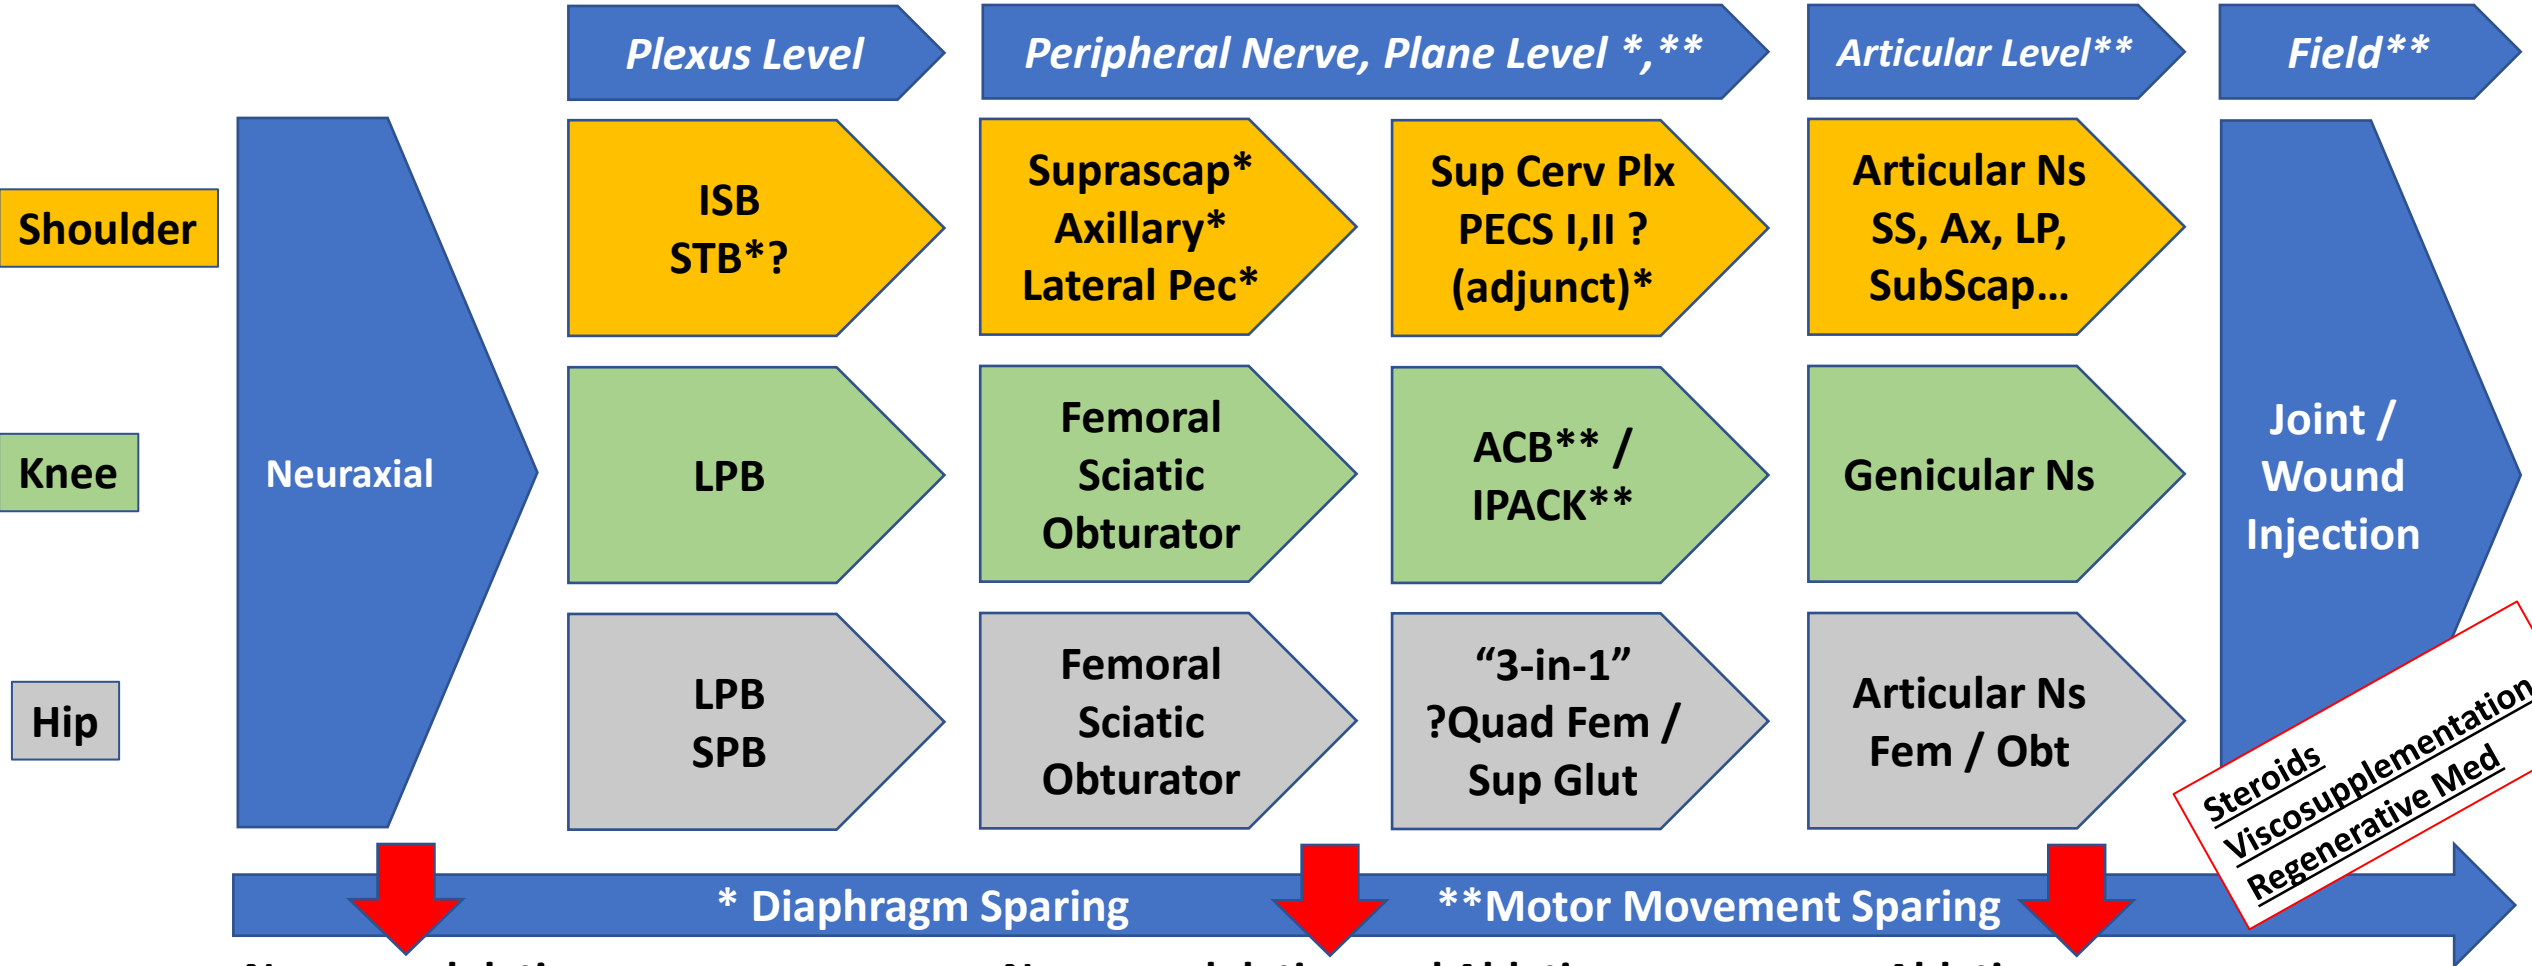 Plexus Level
Peripheral Nerve, Plane Level *,**
Articular Level**
Field**
Shoulder
Neuraxial
ISB
STB*?
Suprascap*
Axillary*
Lateral Pec*
Sup Cerv Plx
PECS I,II ?
(adjunct)*
Articular Ns
SS, Ax, LP,
SubScap...
Knee
LPB
Femoral
Sciatic
Obturator
ACB** /
IPACK**
Genicular Ns
Joint /
Wound
Injection
Hip
LPB
SPB
Femoral
Sciatic
Obturator
“3-in-1”
?Quad Fem /
Sup Glut
Articular Ns
Fem / Obt
Steroids
Viscosupplementation
Regenerative Med
* Diaphragm Sparing
**Motor Movement Sparing